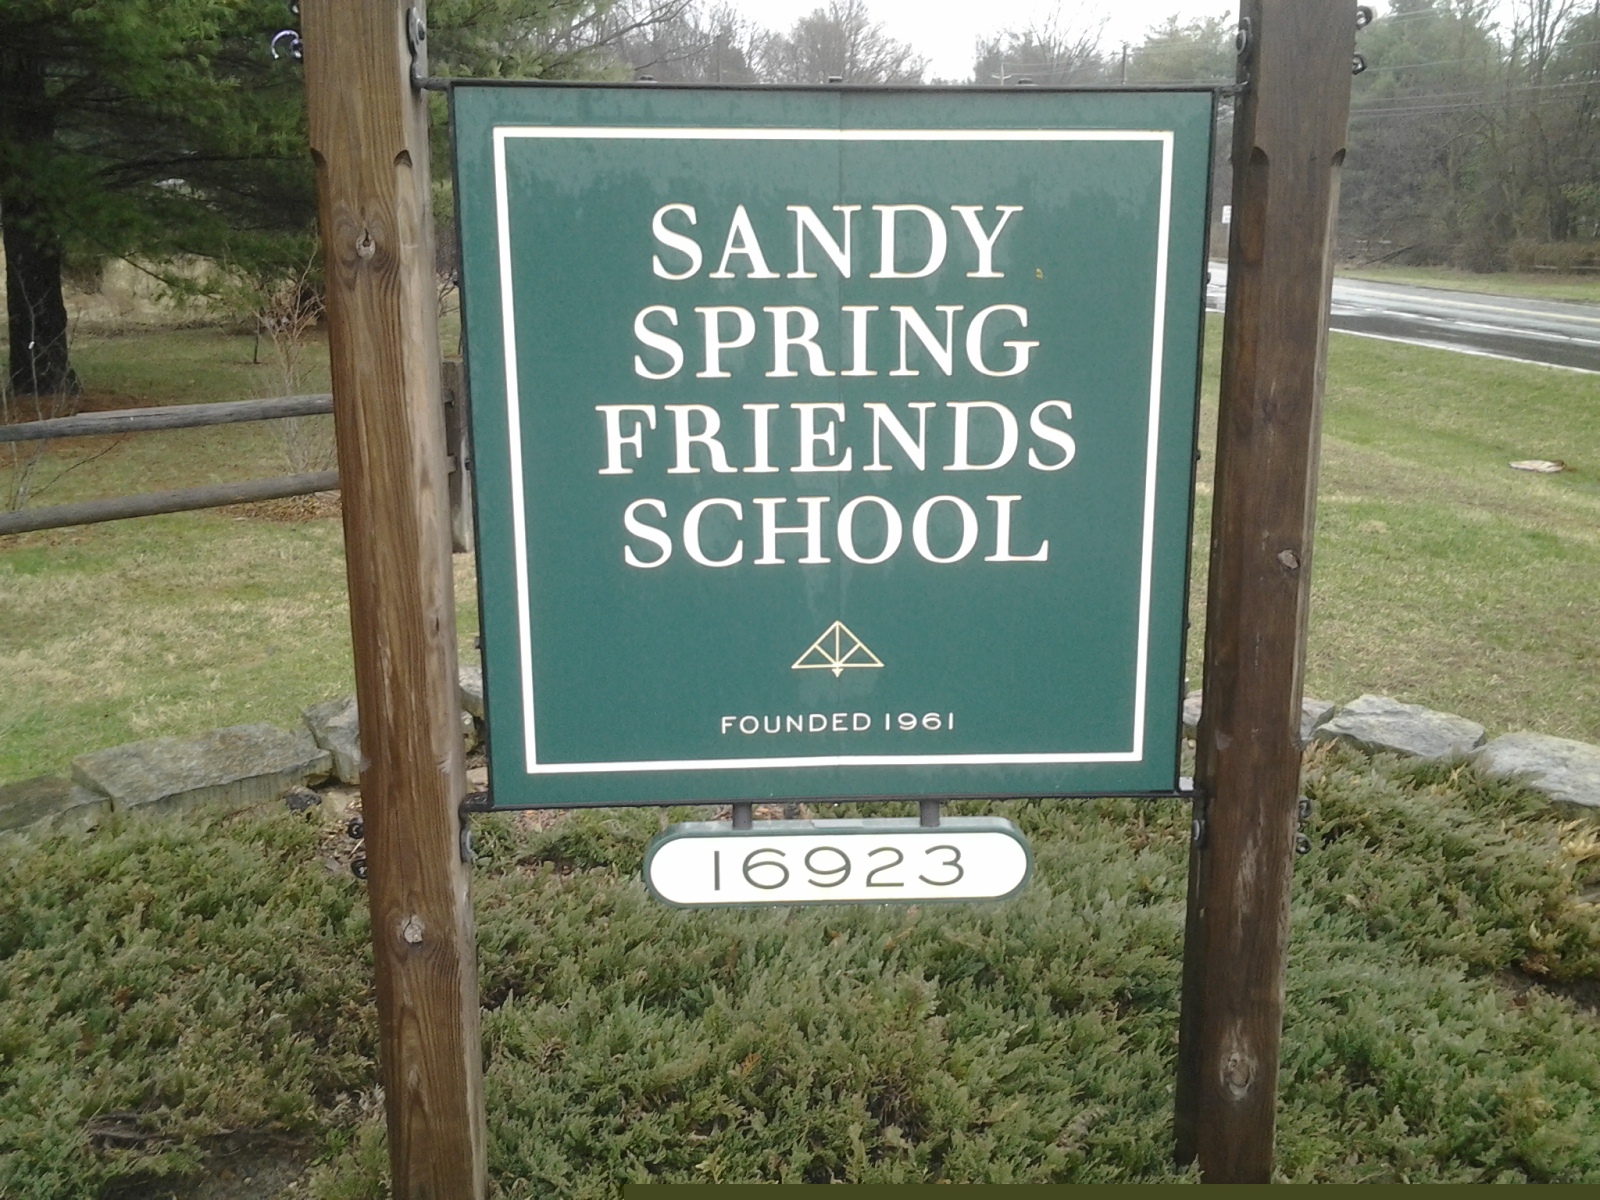 SANDY
SPRING
FRIENDS
SCHOOL
FOUNDED 1961
16923